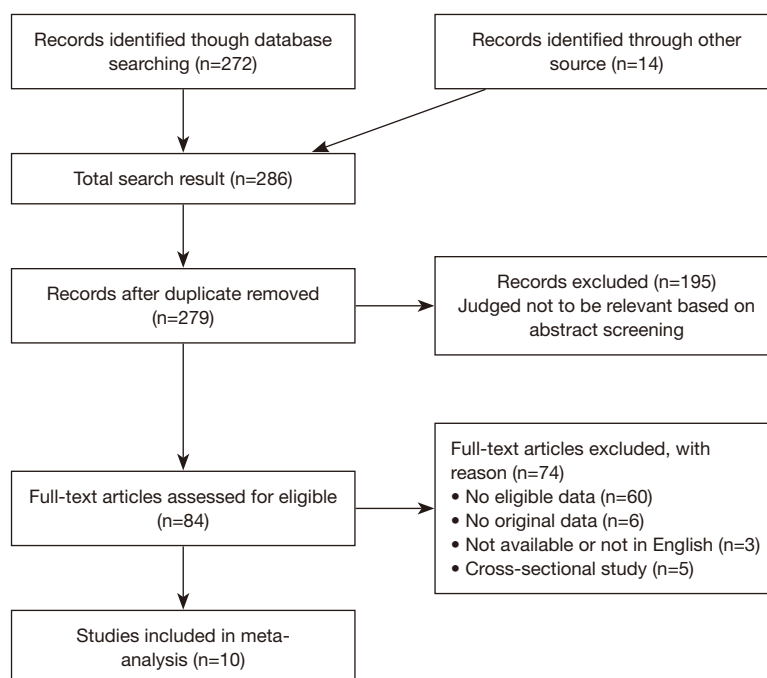 Records identified though database
searching (n=272)
Records identified through other
source (n=14)
Total search result (n=286)
Records after duplicate removed
(n=279)
Records excluded (n=195)
Judged not to be relevant based on
abstract screening
Full-text articles assessed for eligible
(n=84)
Full-text articles excluded, with
reason (n=74)
• No eligible data (n=60)
• No original data (n=6)
• Not available or not in English (n=3)
• Cross-sectional study (n=5)
Studies included in meta-
analysis (n=10)